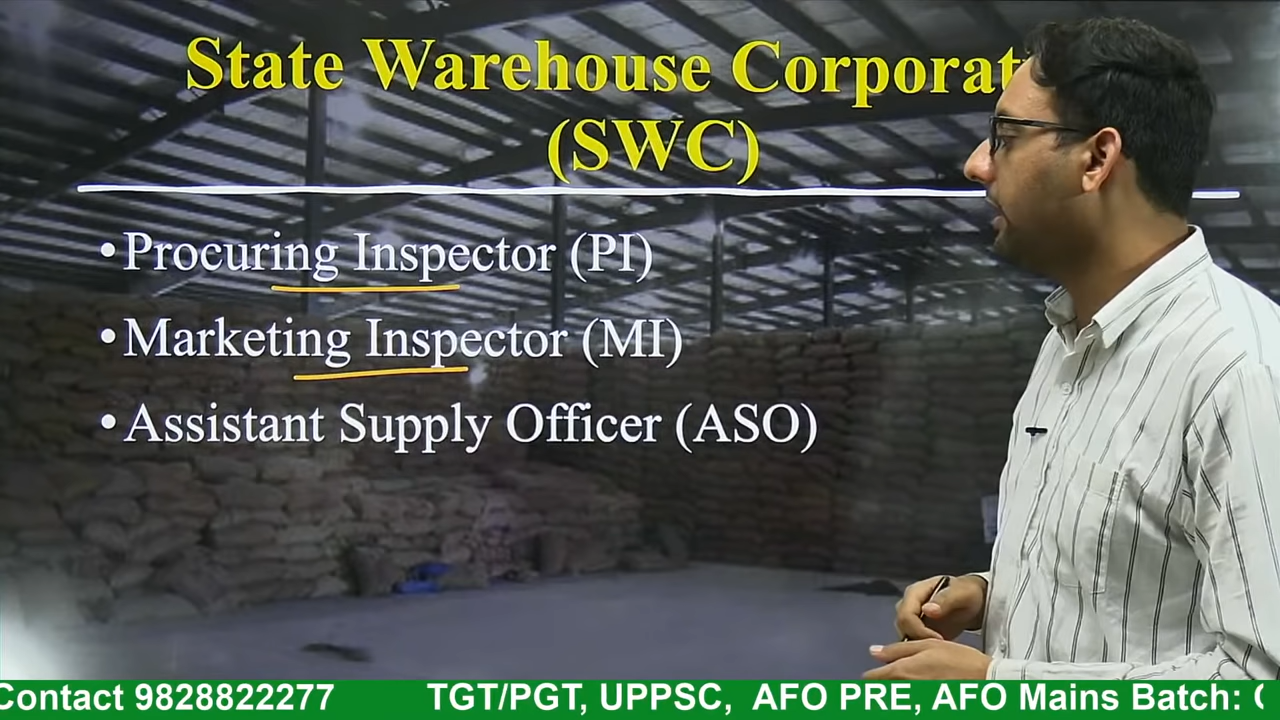 State Warehouse Corporat
(SWC)
•Procuring Inspector (PI)
•Marketing Inspector (MI)
•Assistant Supply Officer (ASO)
Contact 9828822277 TGT/PGT, UPPSC, AFO PRE, AFO Mains Batch: